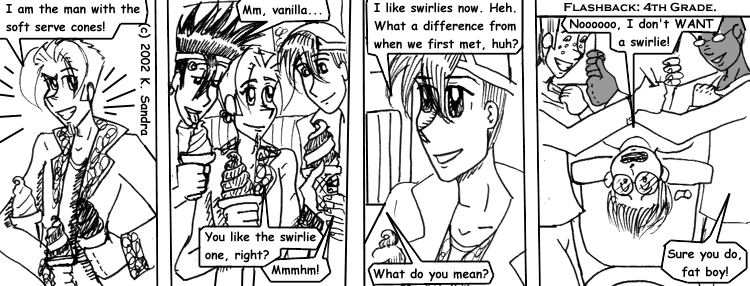 I am the man with the
soft serve cones!
(c) 2002 K. Sandra
Mm, vanilla...
You like the swirlie
one, right?
Mmmhm!
I like swirlies now. Heh.
What a difference from
when we first met, huh?
What do you mean?
Flashback: 4th Grade.
Noooooo, I don't WANT
a swirlie!
Sure you do,
fat boy!